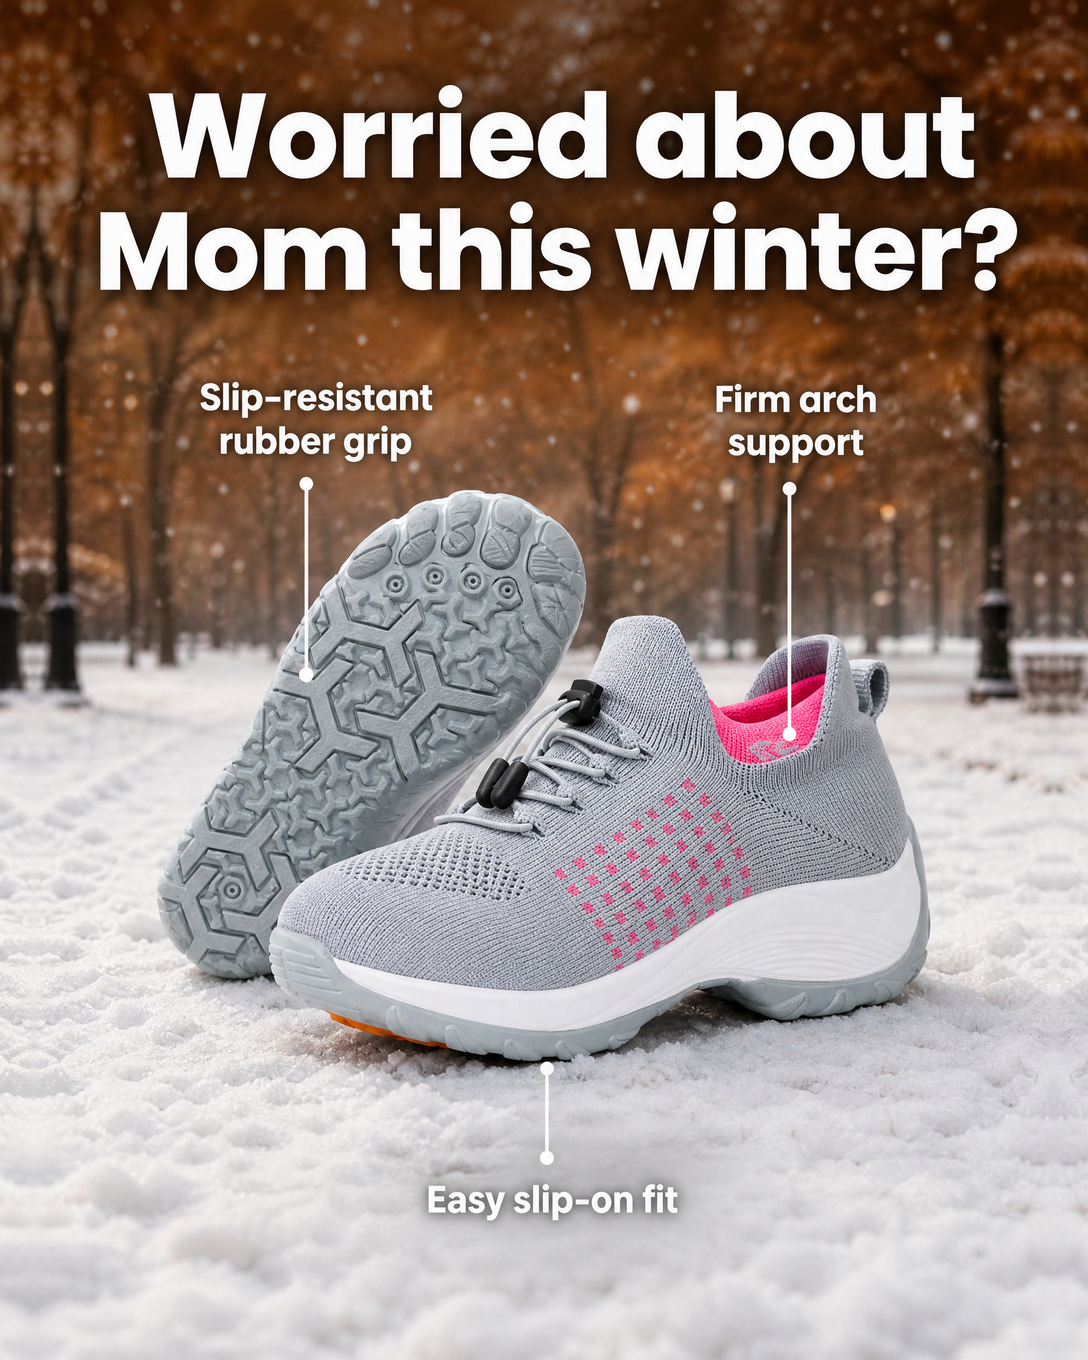 Worried about
Mom this winter?
Slip-resistant
rubber grip
Firm arch
support
Easy slip-on fit